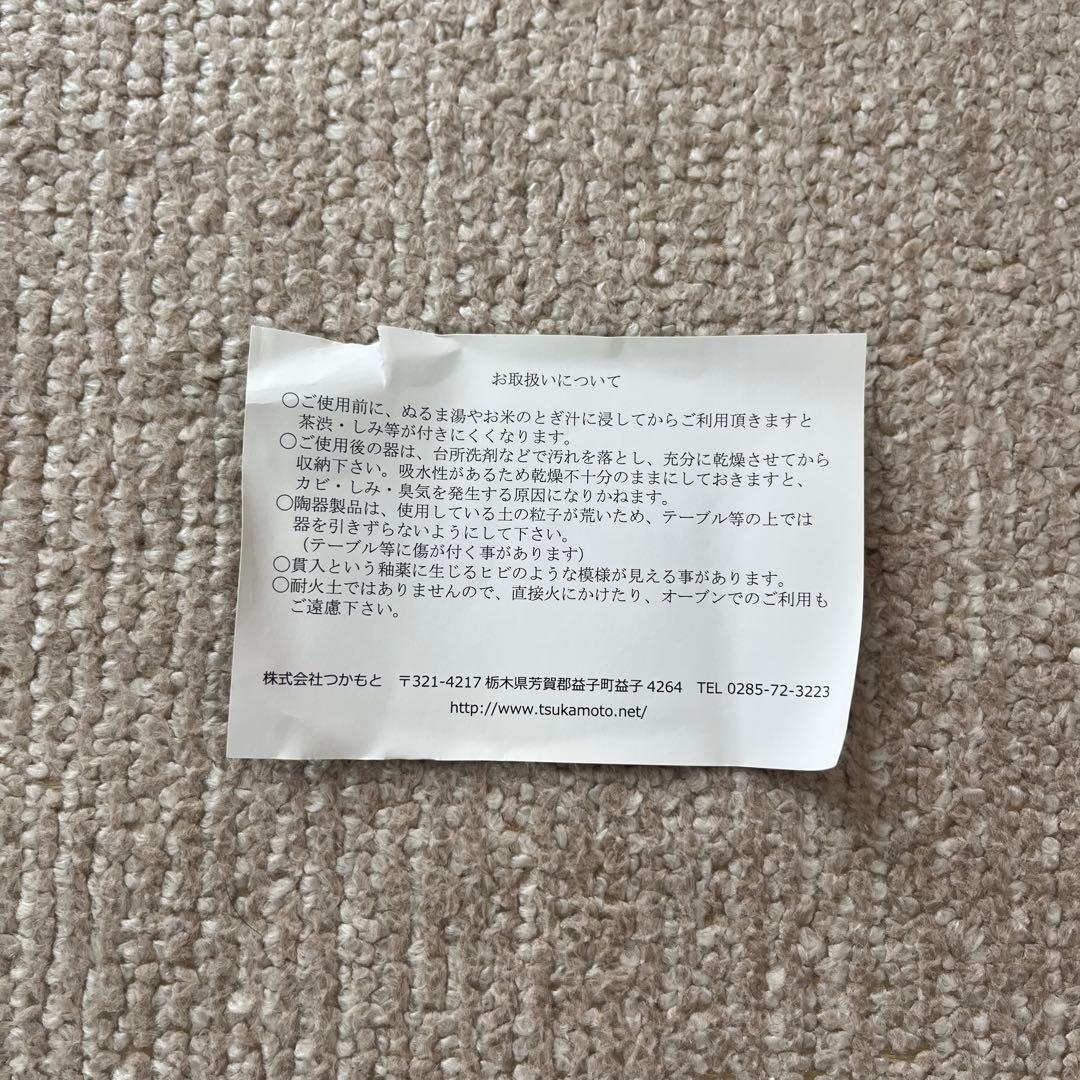 お取扱いについて
○ご使用前に、ぬるま湯やお米のとぎ汁に浸してからご利用頂きますと
茶渋・しみ等が付きにくくなります。
○ご使用後の器は、台所洗剤などで汚れを落とし、充分に乾燥させてから
収納下さい。吸水性があるため乾燥不十分のままにしておきますと、
カビ・しみ・臭気を発生する原因になりかねます。
○陶器製品は、使用している土の粒子が荒いため、テーブル等の上では
器を引きずらないようにして下さい。
(テーブル等に傷が付く事があります)
○貫入という釉薬に生じるヒビのような模様が見える事があります。
○耐火土ではありませんので、直接火にかけたり、オーブンでのご利用も
ご遠慮下さい。
株式会社つかもと 〒321-4217 栃木県芳賀郡益子町益子 4264 TEL 0285-72-3223
http://www.tsukamoto.net/